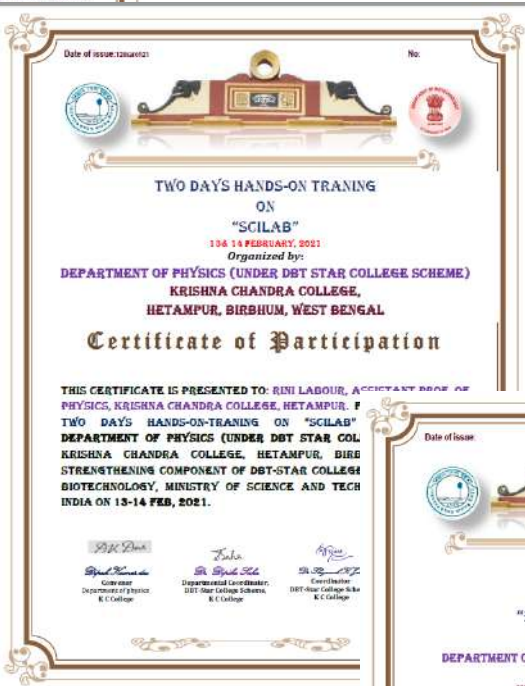 Date of issue:
No:
TWO DAYS HANDS-ON TRANING
ON
"SCILAB"
13& 14 FEBRUARY, 2021
Organized by:
DEPARTMENT OF PHYSICS (UNDER DBT STAR COLLEGE SCHEME)
KRISHNA CHANDRA COLLEGE,
HETAMPUR, BIRBHUM, WEST BENGAL
Certificate of Participation
THIS CERTIFICATE IS PRESENTED TO: RINI LABOUR, ASSISTANT PROF. OF
PHYSICS, KRISHNA CHANDRA COLLEGE, HETAMPUR.
TWO DAYS HANDS-ON-TRANING ON "SCILAB"
DEPARTMENT OF PHYSICS (UNDER DBT STAR COL
KRISHNA CHANDRA COLLEGE, HETAMPUR, BIRB
STRENGTHENING COMPONENT OF DBT-STAR COLLEGE
BIOTECHNOLOGY, MINISTRY OF SCIENCE AND TECH
INDIA ON 13-14 FEB, 2021.
Convenor
Department of physics
K C College
Departmental Coordinator,
DBT-Star College Scheme,
K C College
Coordinator
DBT-Star College Sche
K C College
Date of issue:
DEPARTMENT O